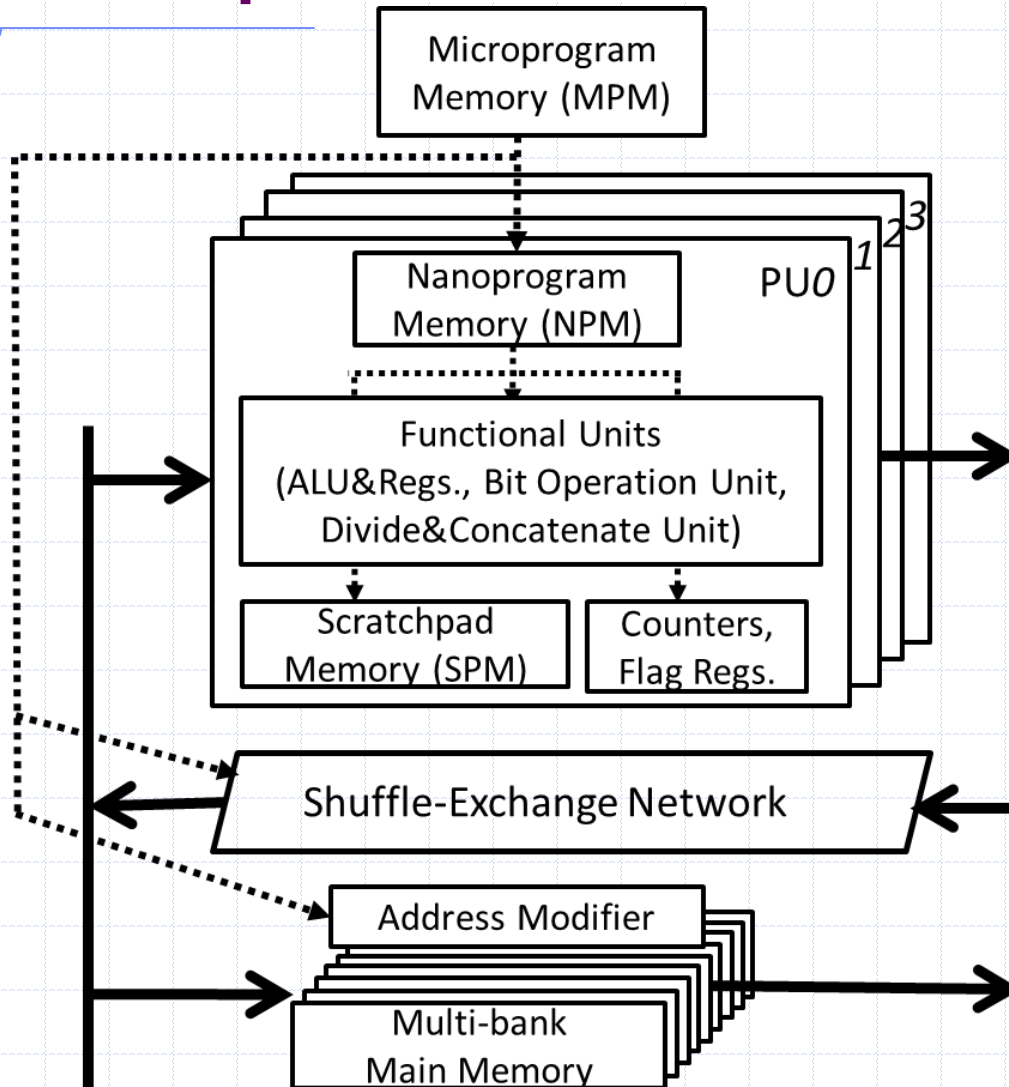 Microprogram
Memory (MPM)
3
2
1
PU0
Nanoprogram
Memory (NPM)
Functional Units
(ALU&Regs., Bit Operation Unit,
Divide&Concatenate Unit)
Scratchpad
Memory (SPM)
Counters,
Flag Regs.
Shuffle-Exchange Network
Address Modifier
Multi-bank
Main Memory